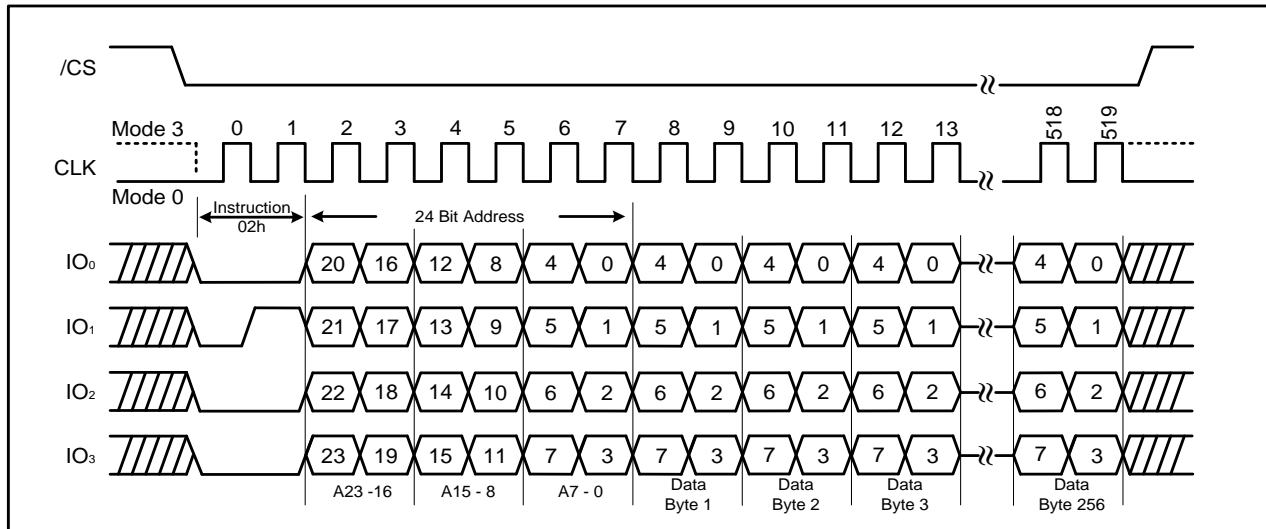 /CS
Mode 3 0 1 2 3 4 5 6 7 8 9 10 11 12 13 518 519
CLK
Mode 0
Instruction
02h
24 Bit Address
IO0 20 16 12 8 4 0 4 0 4 0 4 0 4 0
IO1 21 17 13 9 5 1 5 1 5 1 5 1 5 1
IO2 22 18 14 10 6 2 6 2 6 2 6 2 6 2
IO3 23 19 15 11 7 3 7 3 7 3 7 3 7 3
A23 -16 A15 - 8 A7 - 0 Data Data Data Data
Byte 1 Byte 2 Byte 3 Byte 256